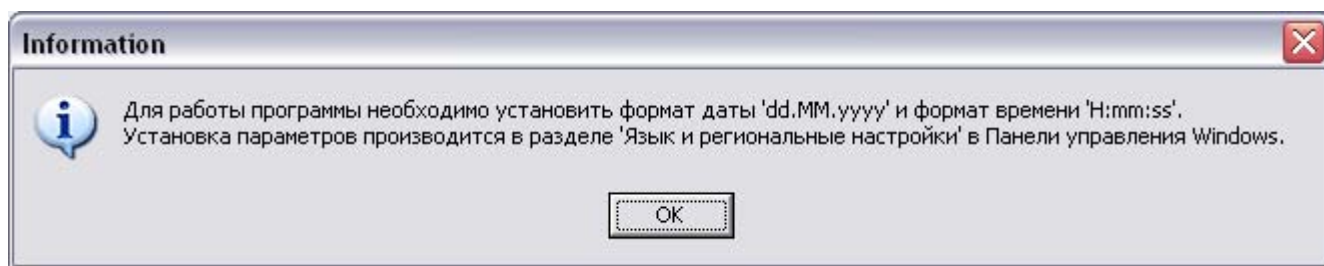 Information
Для работы программы необходимо установить формат даты 'dd.MM.yyyy' и формат времени 'H:mm:ss'.
Установка параметров производится в разделе 'Язык и региональные настройки' в Панели управления Windows.
OK